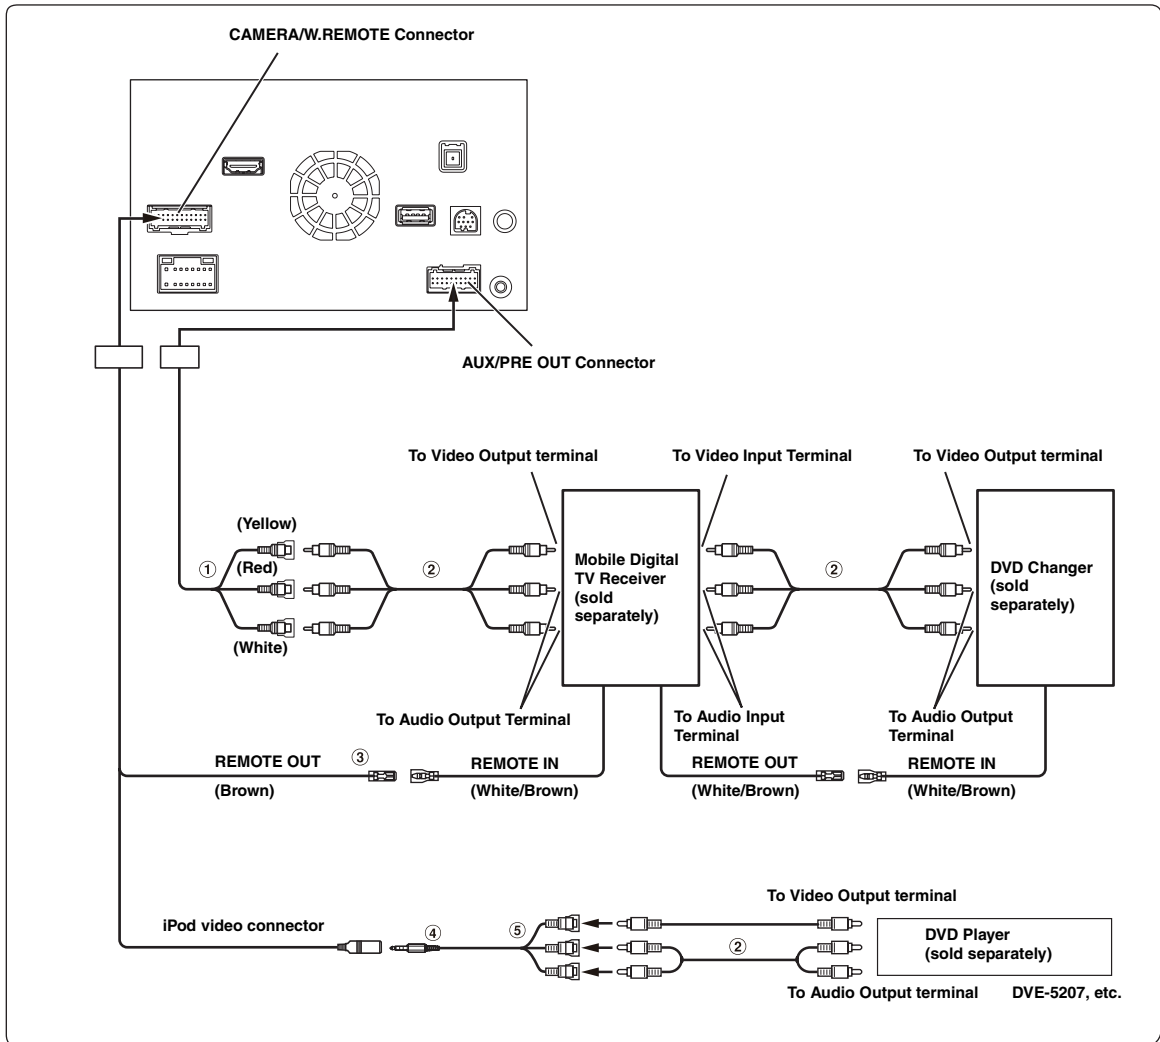 CAMERA/W.REMOTE Connector
AUX/PRE OUT Connector
To Video Output terminal
To Video Input Terminal
To Video Output terminal
(Yellow)
①
(Red)
(White)
②
Mobile Digital
TV Receiver
(sold
separately)
②
DVD Changer
(sold
separately)
To Audio Output Terminal
To Audio Input
Terminal
To Audio Output
Terminal
REMOTE OUT
(Brown)
③
REMOTE IN
(White/Brown)
REMOTE OUT
(White/Brown)
REMOTE IN
(White/Brown)
To Video Output terminal
iPod video connector
④
⑤
②
DVD Player
(sold separately)
To Audio Output terminal
DVE-5207, etc.